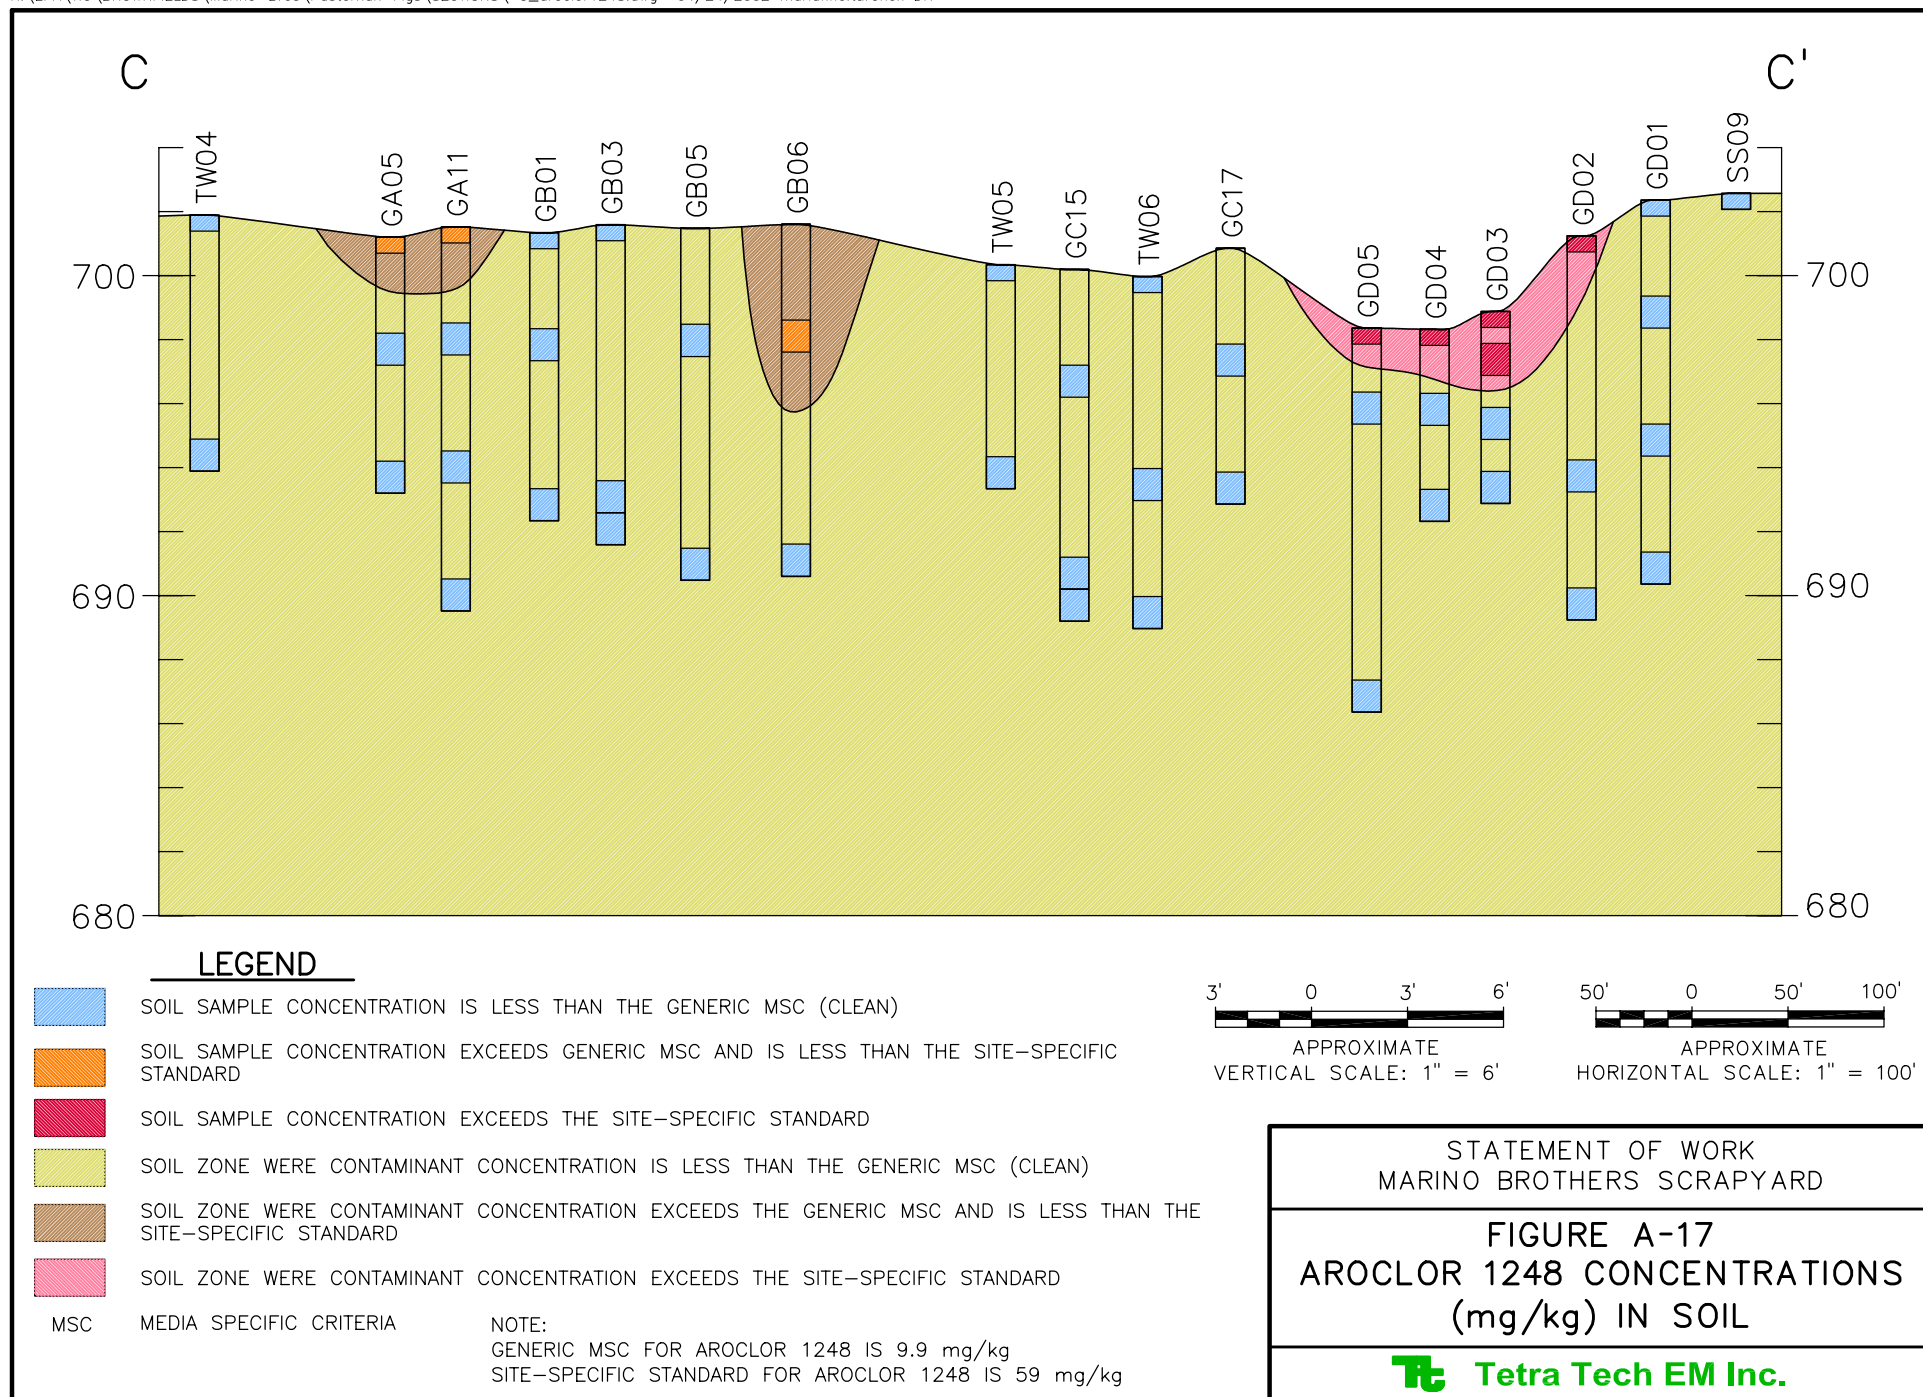 C
C'
TW04
GA05
GA11
GB01
GB03
GB05
GB06
TW05
GC15
TW06
GC17
GD05
GD04
GD03
GD02
GD01
SS09
700
700
690
690
680
680
LEGEND
SOIL SAMPLE CONCENTRATION IS LESS THAN THE GENERIC MSC (CLEAN)
SOIL SAMPLE CONCENTRATION EXCEEDS GENERIC MSC AND IS LESS THAN THE SITE-SPECIFIC
STANDARD
SOIL SAMPLE CONCENTRATION EXCEEDS THE SITE-SPECIFIC STANDARD
SOIL ZONE WERE CONTAMINANT CONCENTRATION IS LESS THAN THE GENERIC MSC (CLEAN)
SOIL ZONE WERE CONTAMINANT CONCENTRATION EXCEEDS THE GENERIC MSC AND IS LESS THAN THE
SITE-SPECIFIC STANDARD
SOIL ZONE WERE CONTAMINANT CONCENTRATION EXCEEDS THE SITE-SPECIFIC STANDARD
MSC MEDIA SPECIFIC CRITERIA
NOTE:
GENERIC MSC FOR AROCLOR 1248 IS 9.9 mg/kg
SITE-SPECIFIC STANDARD FOR AROCLOR 1248 IS 59 mg/kg
3' 0 3' 6'
APPROXIMATE
VERTICAL SCALE: 1" = 6'
50' 0 50' 100'
APPROXIMATE
HORIZONTAL SCALE: 1" = 100'
STATEMENT OF WORK
MARINO BROTHERS SCRAPYARD
FIGURE A-17
AROCLOR 1248 CONCENTRATIONS
(mg/kg) IN SOIL
Tetra Tech EM Inc.